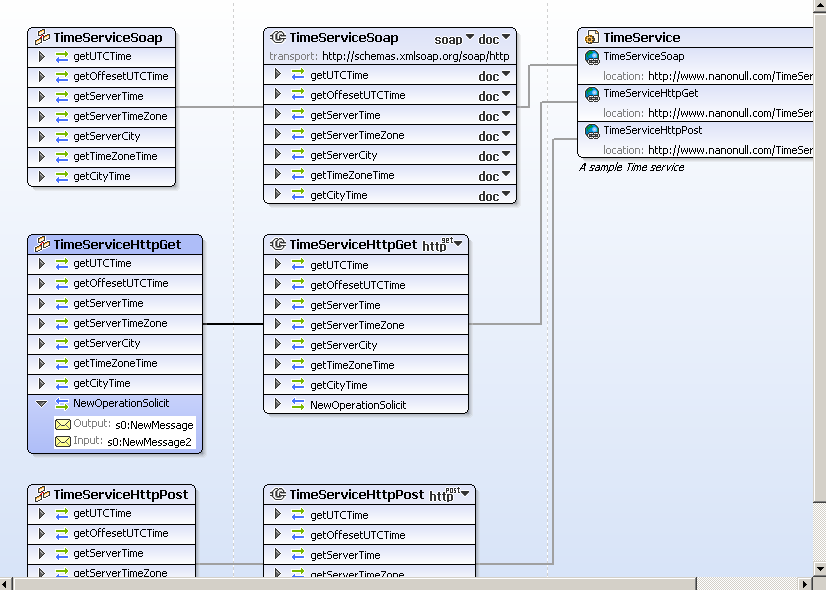 TimeServiceSoap
getUTCTime
getOffesetUTCTime
getServerTime
getServerTimeZone
getServerCity
getTimeZoneTime
getCityTime
TimeServiceSoap soap doc
transport: http://schemas.xmlsoap.org/soap/http
getUTCTime doc
getOffesetUTCTime doc
getServerTime doc
getServerTimeZone doc
getServerCity doc
getTimeZoneTime doc
getCityTime doc
TimeService
TimeServiceSoap
location: http://www.nanonull.com/TimeSer
TimeServiceHttpGet
location: http://www.nanonull.com/TimeSer
TimeServiceHttpPost
location: http://www.nanonull.com/TimeSer
A sample Time service
TimeServiceHttpGet
getUTCTime
getOffesetUTCTime
getServerTime
getServerTimeZone
getServerCity
getTimeZoneTime
getCityTime
NewOperationSolicit
Output: s0:NewMessage
Input: s0:NewMessage2
TimeServiceHttpGet http get
getUTCTime
getOffesetUTCTime
getServerTime
getServerTimeZone
getServerCity
getTimeZoneTime
getCityTime
NewOperationSolicit
TimeServiceHttpPost
getUTCTime
getOffesetUTCTime
getServerTime
getServerTimeZone
TimeServiceHttpPost http post
getUTCTime
getOffesetUTCTime
getServerTime
getServerTimeZone